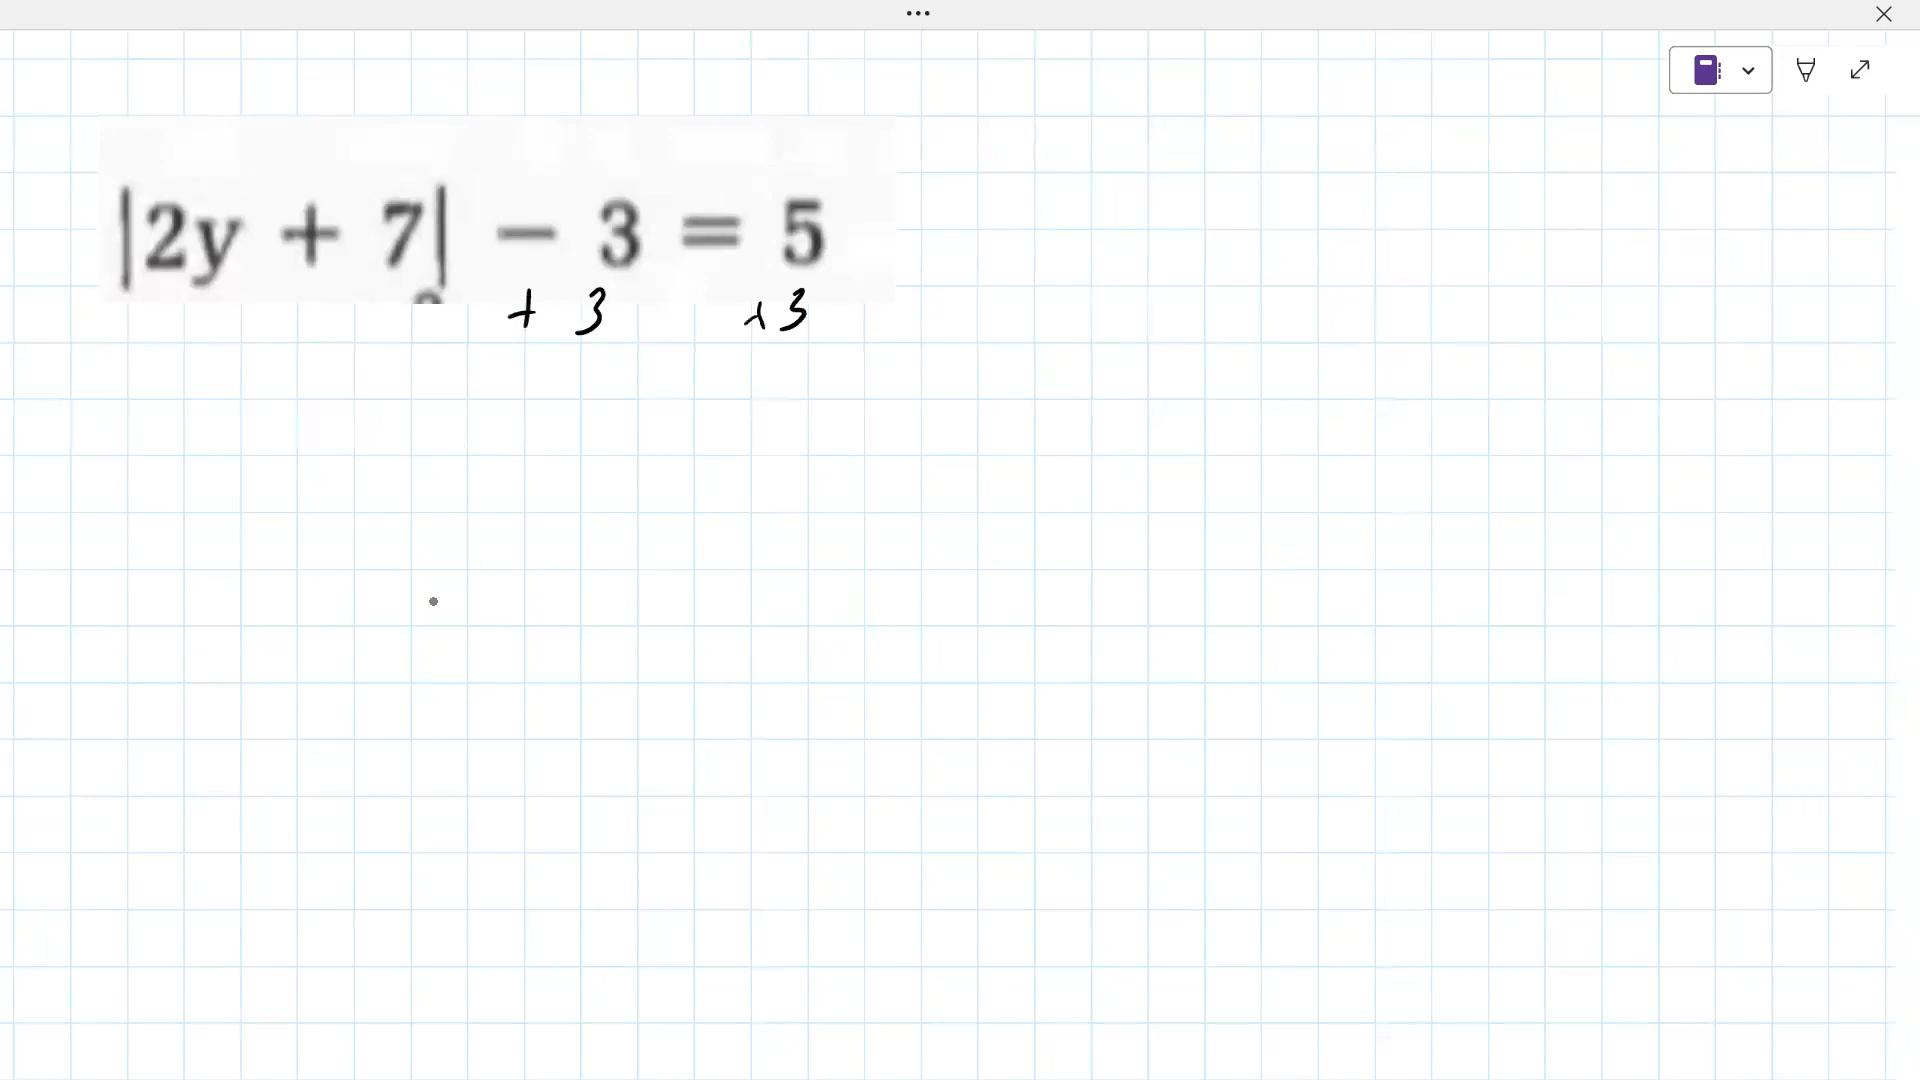 |2y + 7| − 3 = 5
+ 3 +3